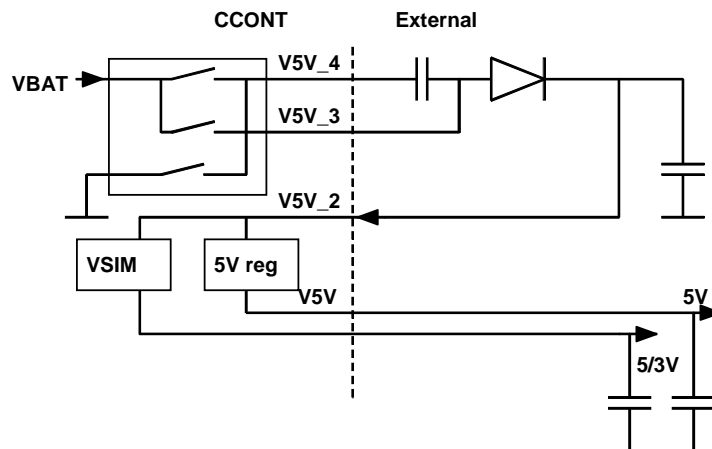 CCONT
External
VBAT
V5V_4
V5V_3
V5V_2
VSIM
5V reg
V5V
5V
5/3V